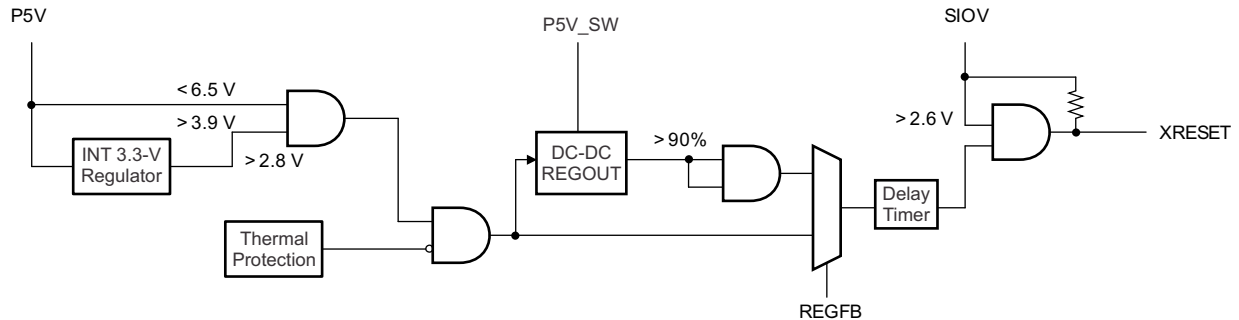 P5V
SIOV
P5V_SW
< 6.5 V
> 3.9 V
INT 3.3-V
Regulator
> 2.8 V
DC-DC
REGOUT
> 90%
> 2.6 V
XRESET
Delay
Timer
Thermal
Protection
REGFB